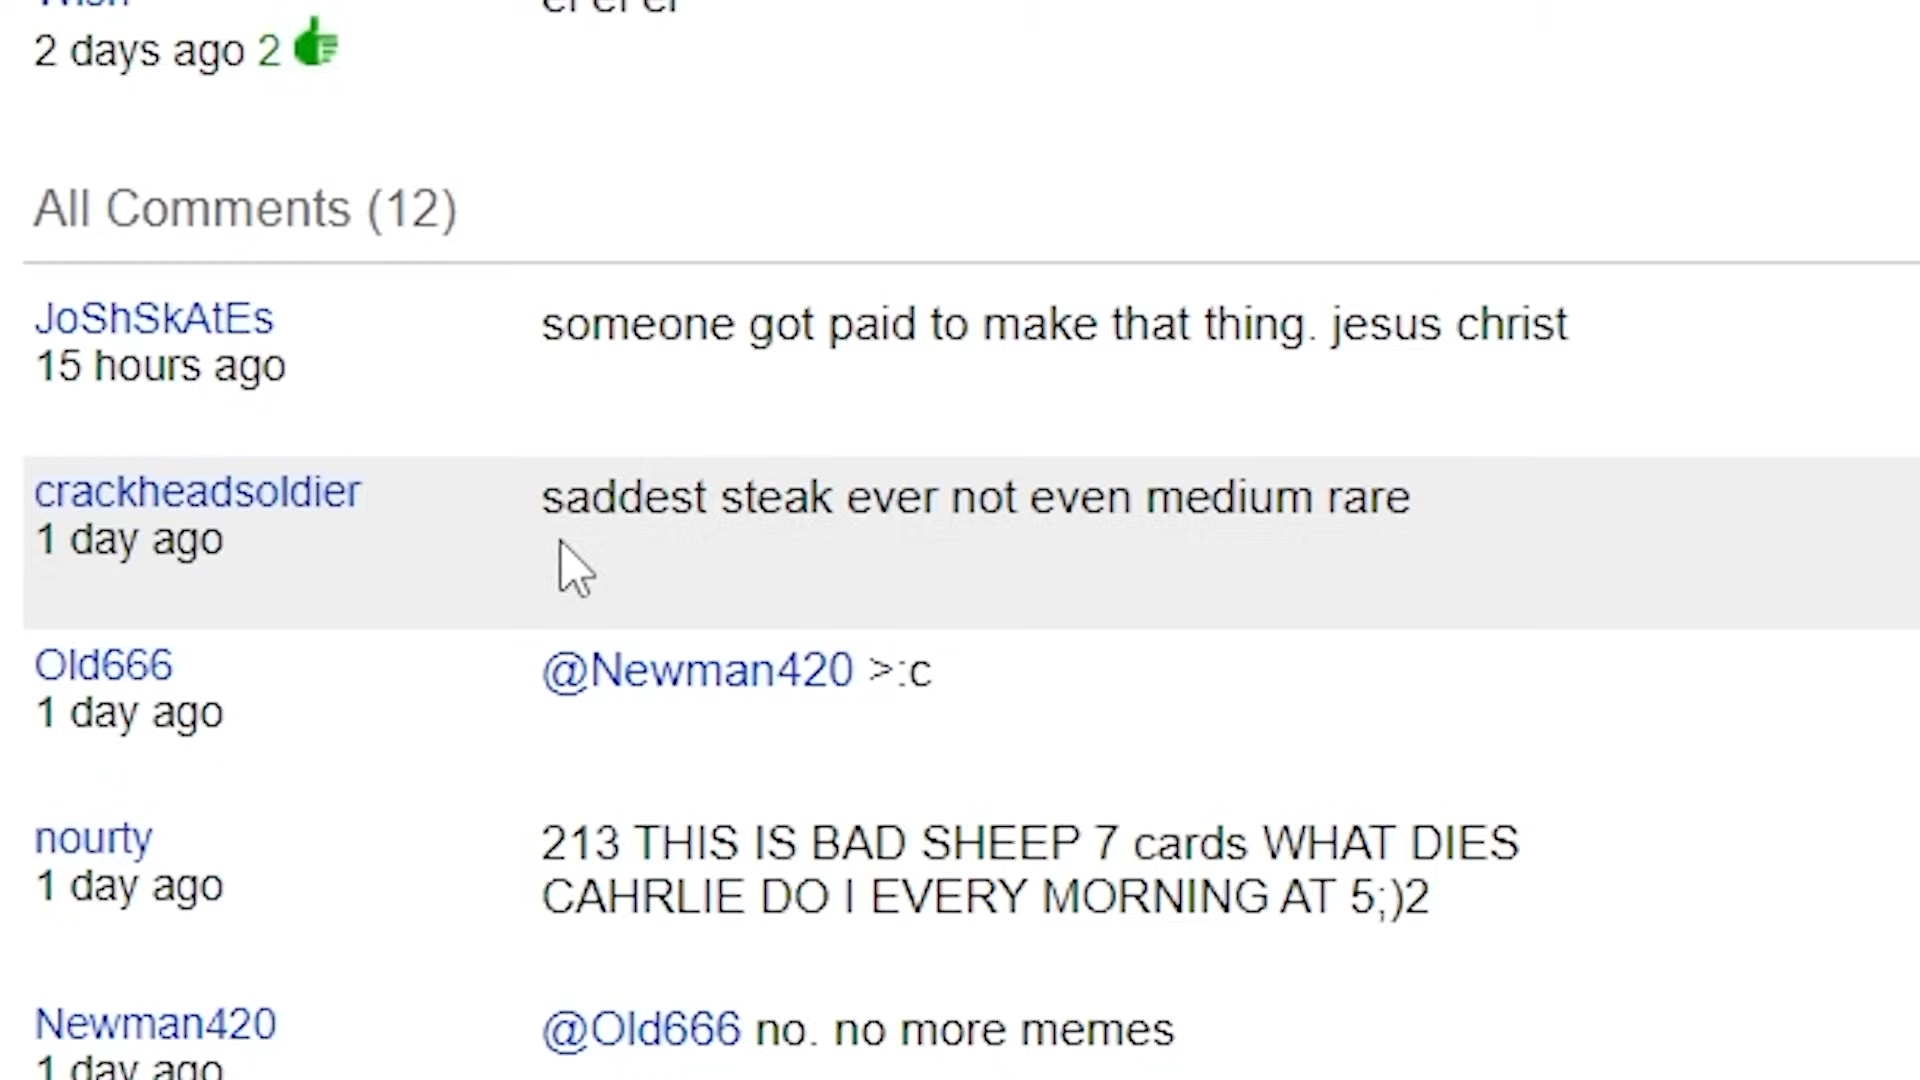 2 days ago 2
All Comments (12)
JoShSkAtEs
someone got paid to make that thing. jesus christ
15 hours ago
crackheadsoldier
saddest steak ever not even medium rare
1 day ago
Old666
@Newman420 >:c
1 day ago
nourty
213 THIS IS BAD SHEEP 7 cards WHAT DIES
1 day ago
CAHRLIE DO I EVERY MORNING AT 5;)2
Newman420
@Old666 no. no more memes
1 day ago